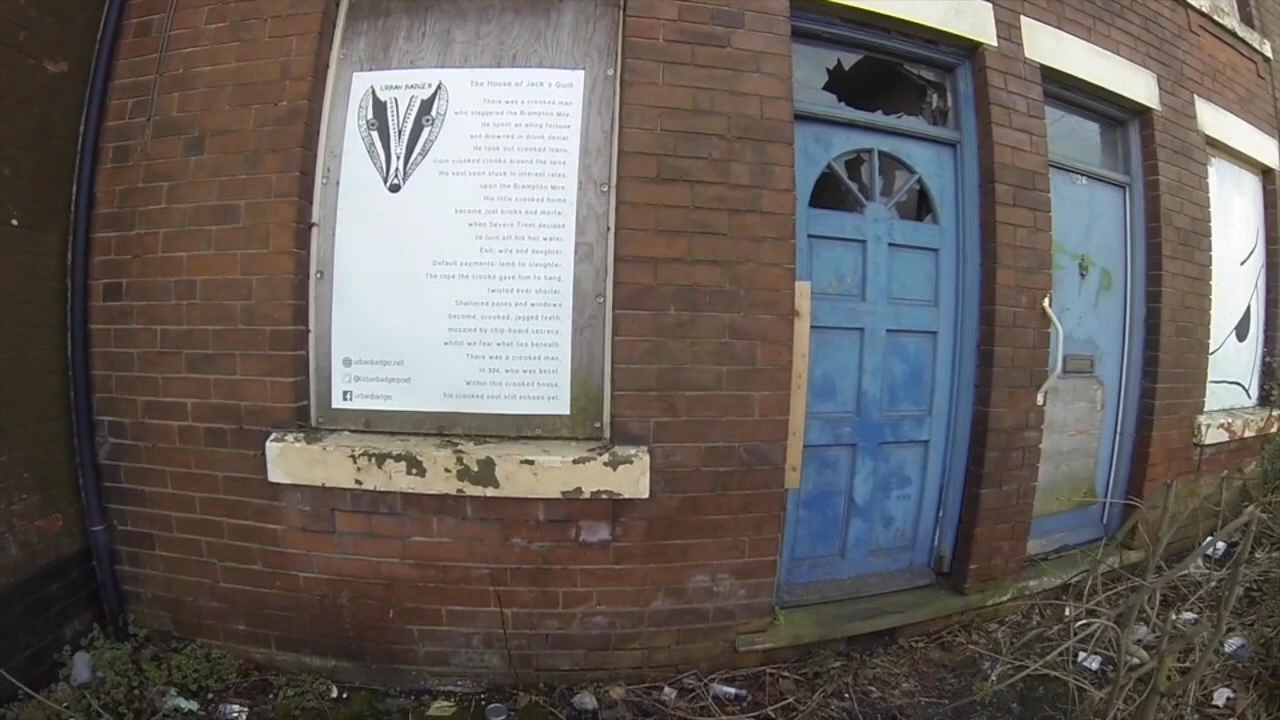 URBAN BADGER
The House of Jack's Guilt
There was a crooked man
who staggered the Brampton Mile.
He spent an ailing fortune
and drowned in drunk denial.
He took out crooked loans,
from crooked crooks around the spire.
His soul soon stuck in interest rates,
upon the Brampton Mire.
His little crooked home
became just bricks and mortar,
when Severn Trent decided
to turn off his hot water.
Exit; wife and daughter.
Default payments; lamb to slaughter.
The rope the crooks gave him to hang,
Twisted ever shorter.
Shattered panes and windows
become, crooked, jagged teeth,
muzzled by chip-board secrecy,
whilst we fear what lies beneath.
There was a crooked man,
in 324, who was beset.
Within this crooked house,
his crooked soul still echoes yet.
urbanbadger.net
@Urbanbadgerpoet
urbanbadger
326